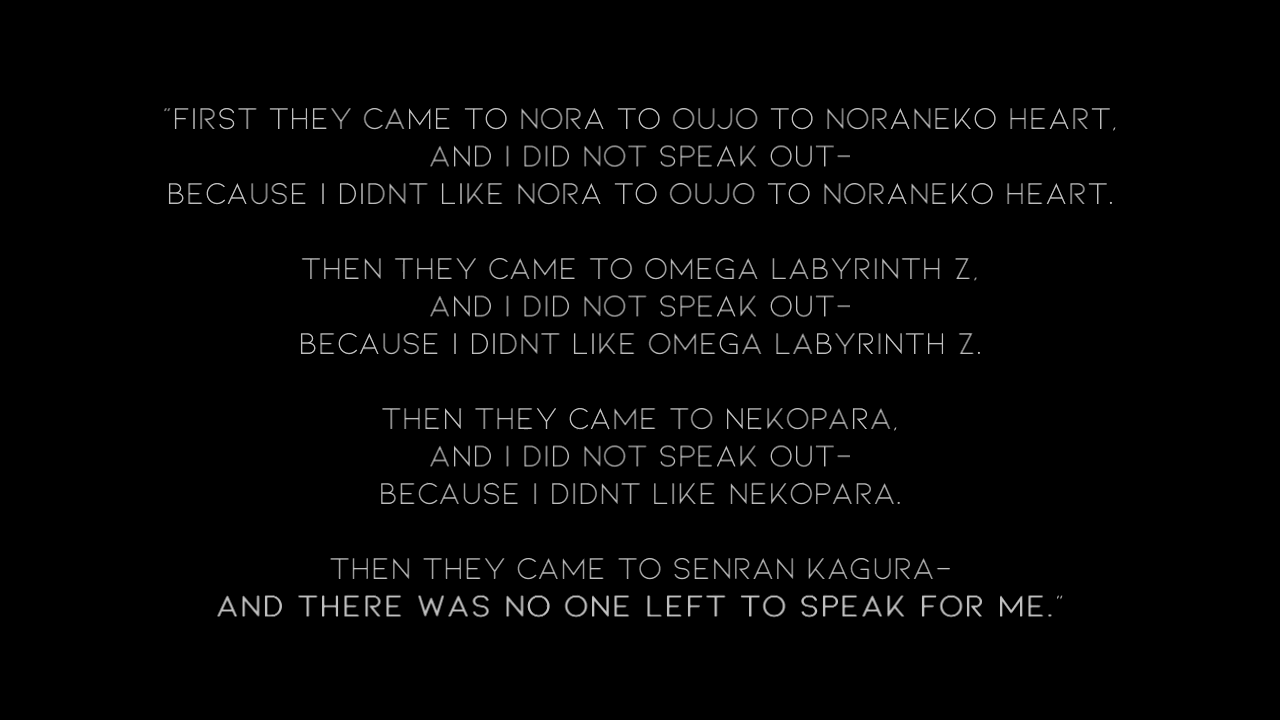 "FIRST THEY CAME TO NORA TO OUJO TO NORANEKO HEART,
AND I DID NOT SPEAK OUT-
BECAUSE I DIDNT LIKE NORA TO OUJO TO NORANEKO HEART.
THEN THEY CAME TO OMEGA LABYRINTH Z,
AND I DID NOT SPEAK OUT-
BECAUSE I DIDNT LIKE OMEGA LABYRINTH Z.
THEN THEY CAME TO NEKOPARA,
AND I DID NOT SPEAK OUT-
BECAUSE I DIDNT LIKE NEKOPARA.
THEN THEY CAME TO SENRAN KAGURA-
AND THERE WAS NO ONE LEFT TO SPEAK FOR ME."